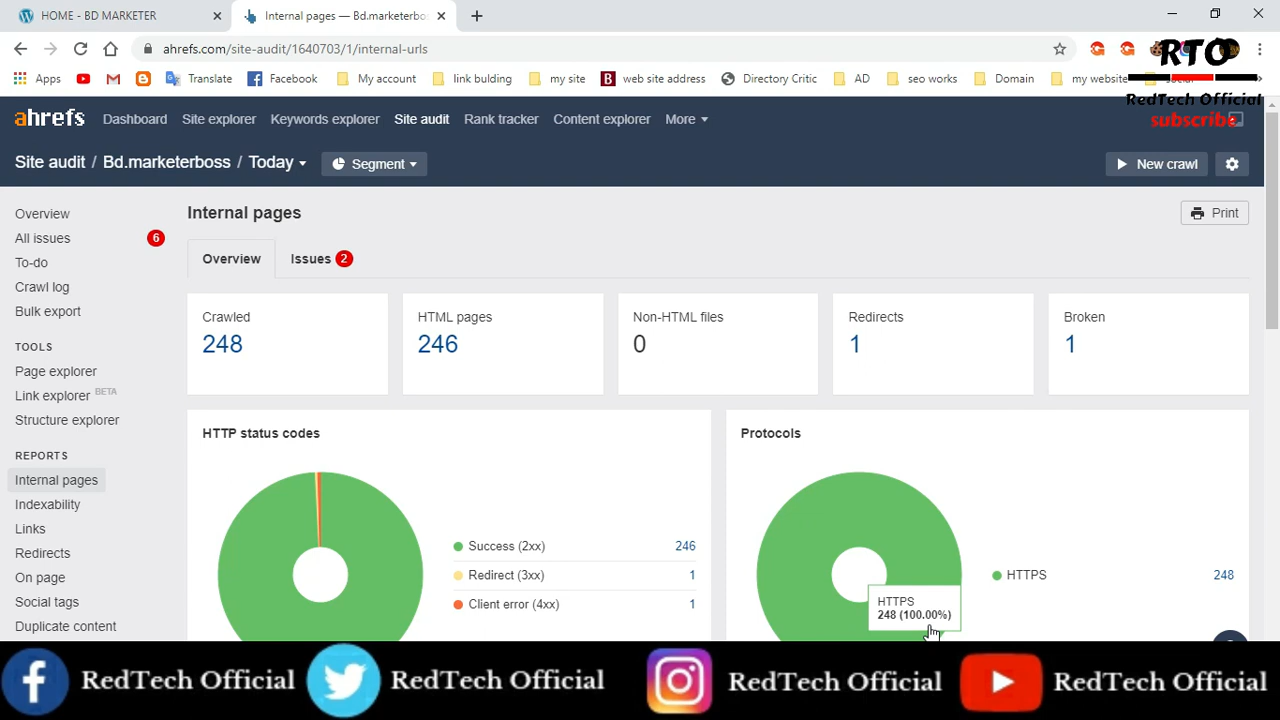 HOME - BD MARKETER
Internal pages — Bd.marketerbos
ahrefs.com/site-audit/1640703/1/internal-urls
RTO
Apps
Translate
Facebook
My account
link bulding
my site
B
web site address
Directory Critic
AD
seo works
Domain
my website
RedTech Official
subscribe
ahrefs
Dashboard
Site explorer
Keywords explorer
Site audit
Rank tracker
Content explorer
More
Site audit / Bd.marketerboss / Today
Segment
New crawl
Overview
All issues 6
To-do
Crawl log
Bulk export
TOOLS
Page explorer
Link explorer BETA
Structure explorer
REPORTS
Internal pages
Indexability
Links
Redirects
On page
Social tags
Duplicate content
Internal pages
Print
Overview
Issues 2
Crawled
248
HTML pages
246
Non-HTML files
0
Redirects
1
Broken
1
HTTP status codes
Success (2xx) 246
Redirect (3xx) 1
Client error (4xx) 1
Protocols
HTTPS 248
HTTPS
248 (100.00%)
RedTech Official
RedTech Official
RedTech Official
RedTech Official